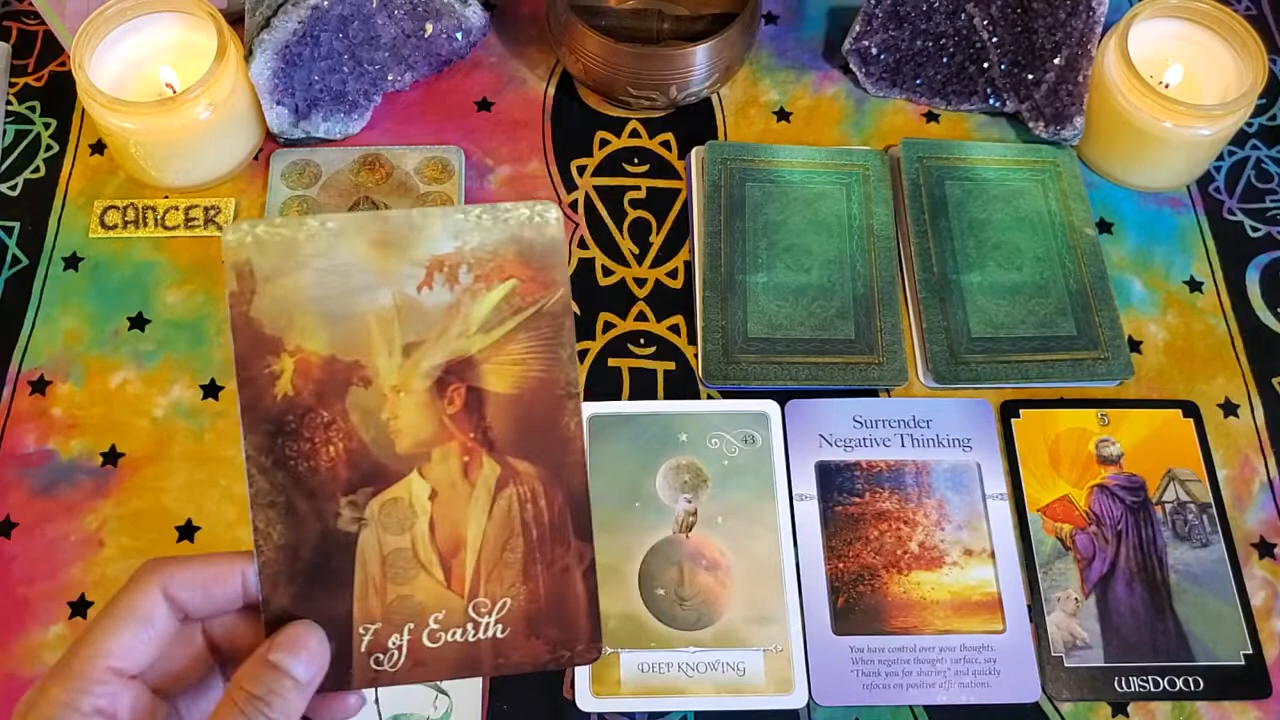 CANCER
7 of Earth
43
DEEP KNOWING
Surrender
Negative Thinking
You have control over your thoughts.
When negative thoughts surface, say
"Thank you for sharing" and quickly
refocus on positive affirmations.
5
WISDOM